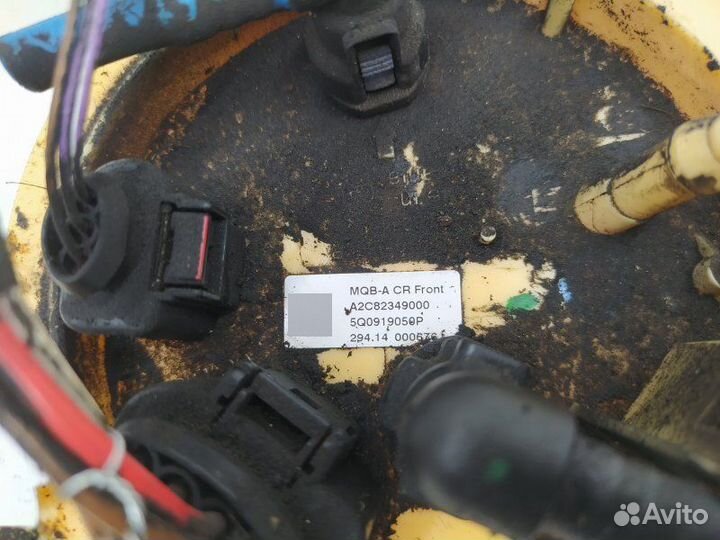 MQB-A CR Front
A2C82349000
5Q0919050P
294.14 000676
Avito